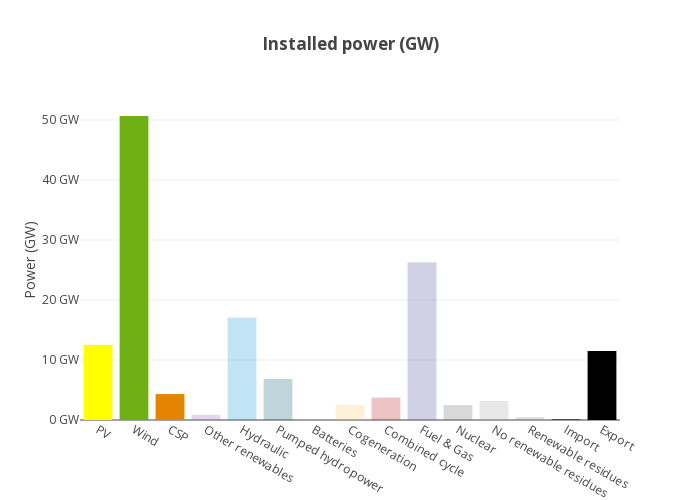 Installed power (GW)
Power (GW)
50 GW
40 GW
30 GW
20 GW
10 GW
0 GW
PV
Wind
CSP
Other renewables
Hydraulic
Pumped hydropower
Batteries
Cogeneration
Combined cycle
Fuel & Gas
Nuclear
No renewable residues
Renewable residues
Import
Export